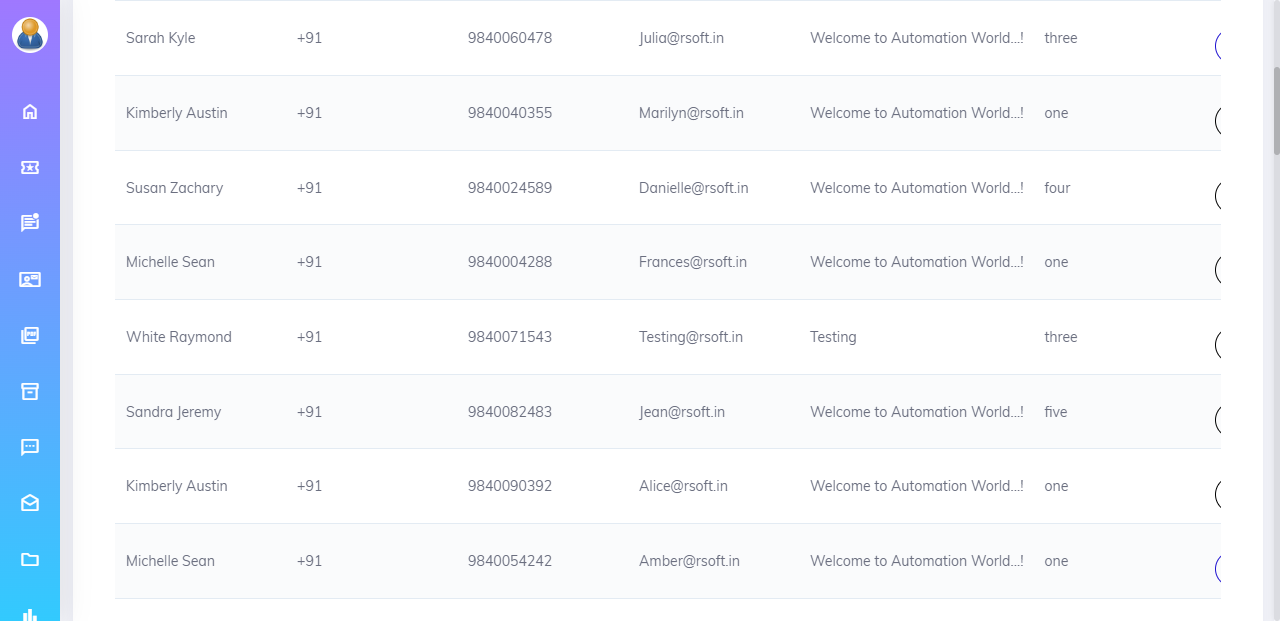 Sarah Kyle +91 9840060478 Julia@rsoft.in Welcome to Automation World...! three
Kimberly Austin +91 9840040355 Marilyn@rsoft.in Welcome to Automation World...! one
Susan Zachary +91 9840024589 Danielle@rsoft.in Welcome to Automation World...! four
Michelle Sean +91 9840004288 Frances@rsoft.in Welcome to Automation World...! one
White Raymond +91 9840071543 Testing@rsoft.in Testing three
Sandra Jeremy +91 9840082483 Jean@rsoft.in Welcome to Automation World...! five
Kimberly Austin +91 9840090392 Alice@rsoft.in Welcome to Automation World...! one
Michelle Sean +91 9840054242 Amber@rsoft.in Welcome to Automation World...! one